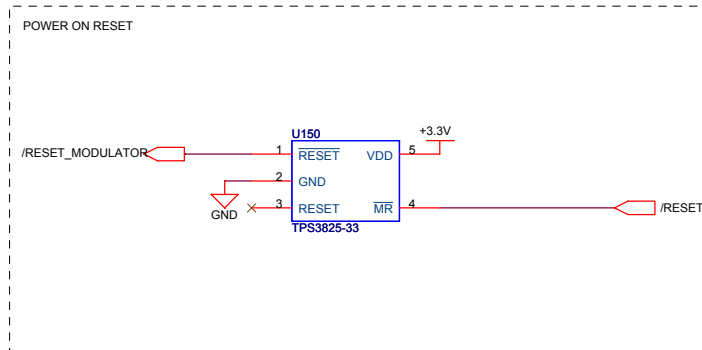 POWER ON RESET
U150
+3.3V
/RESET_MODULATOR
1
RESET
VDD
5
2
GND
GND
3
RESET
MR
4
/RESET
TPS3825-33